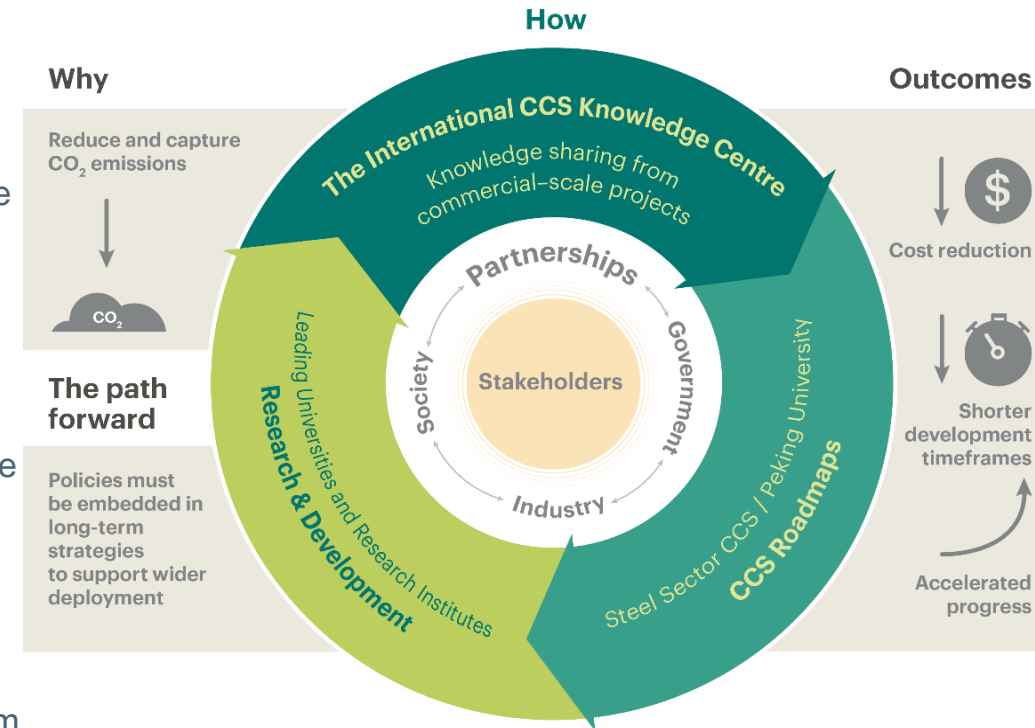 How
Why
Reduce and capture
CO₂ emissions
CO₂
The path
forward
Policies must
be embedded in
long-term
strategies
to support wider
deployment
The International CCS Knowledge Centre
Knowledge sharing from
commercial–scale projects
Steel Sector CCS / Peking University
CCS Roadmaps
Leading Universities and Research Institutes
Research & Development
Partnerships
Government
Industry
Society
Stakeholders
Outcomes
$
Cost reduction
Shorter
development
timeframes
Accelerated
progress